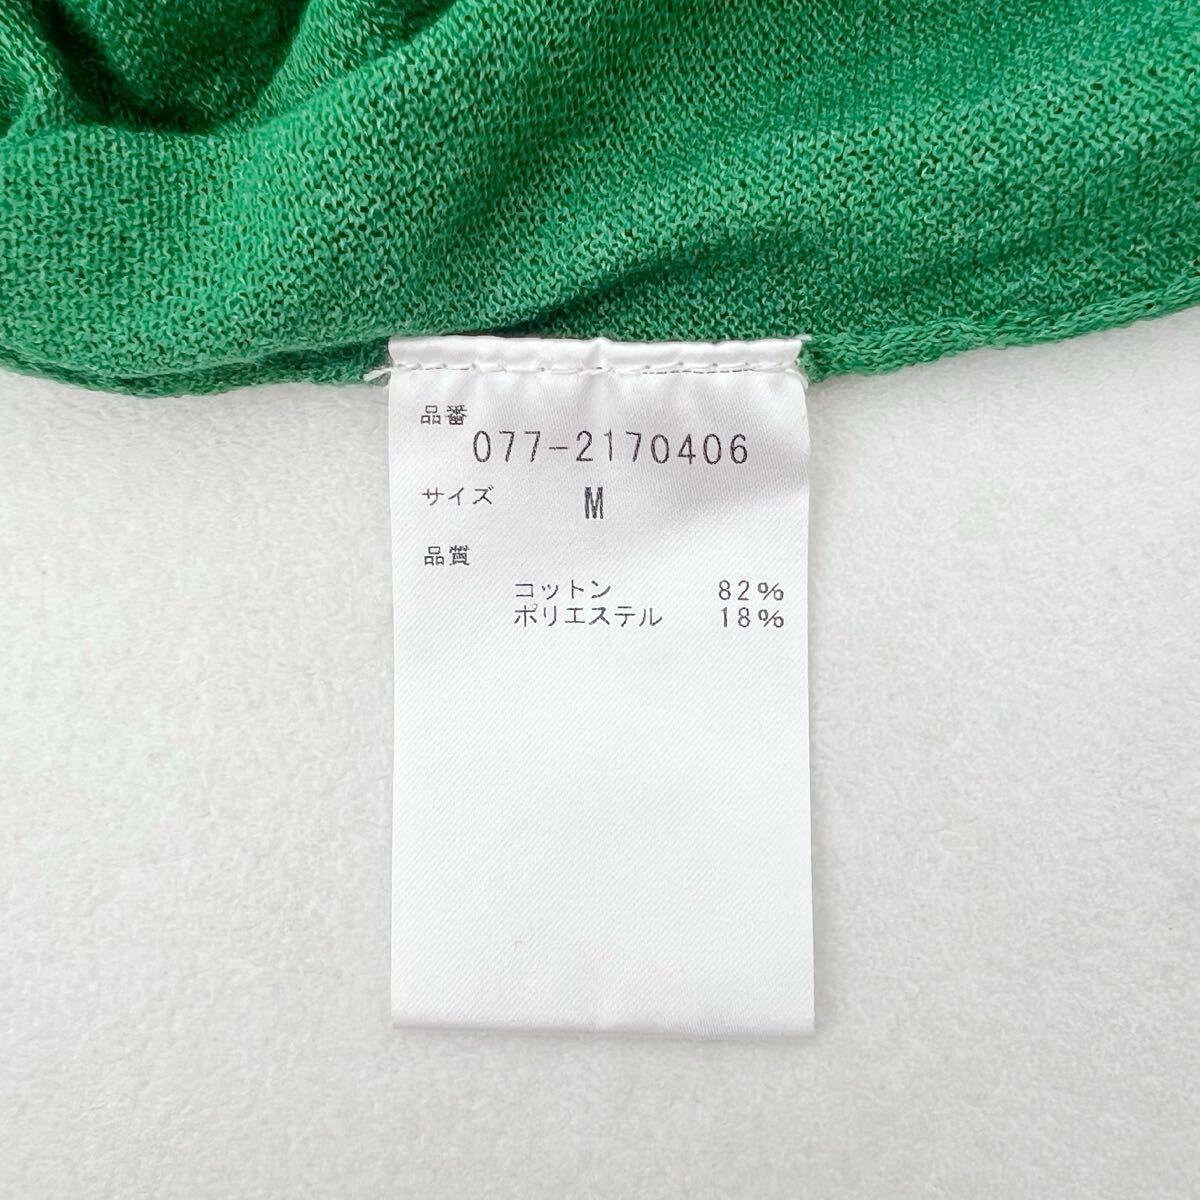 品番
077-2170406
サイズ M
品質
コットン 82%
ポリエステル 18%